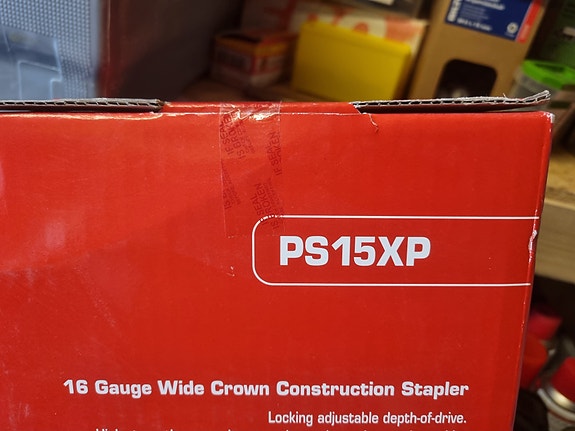 PS15XP
16 Gauge Wide Crown Construction Stapler
Locking adjustable depth-of-drive.